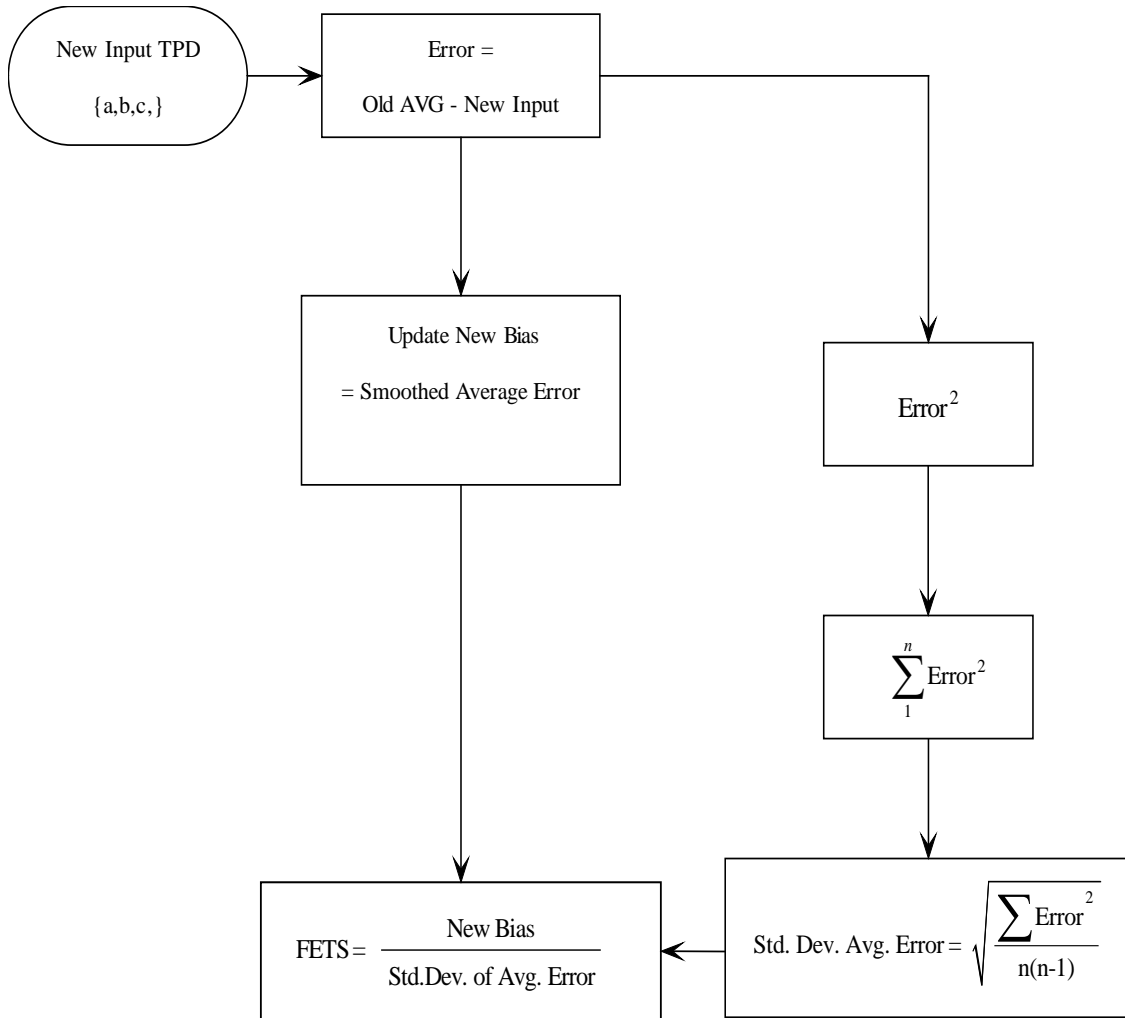 New Input TPD
{a,b,c,}
Error =
Old AVG - New Input
Update New Bias
= Smoothed Average Error
Error²
n
∑ Error²
1
Std. Dev. Avg. Error = √
∑ Error²
n(n-1)
FETS =
New Bias
Std.Dev. of Avg. Error